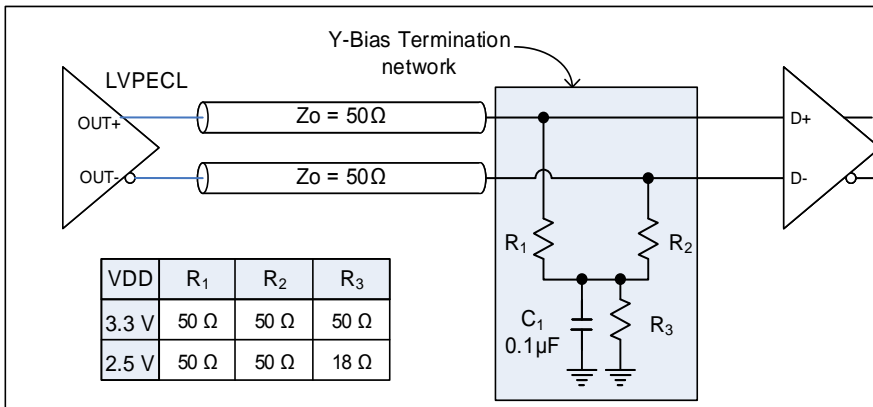 Y-Bias Termination
network
LVPECL
OUT+
Zo = 50Ω
D+
OUT-
Zo = 50Ω
D-
R₁
R₂
VDD R₁ R₂ R₃
3.3 V 50 Ω 50 Ω 50 Ω
2.5 V 50 Ω 50 Ω 18 Ω
C₁
0.1µF
R₃